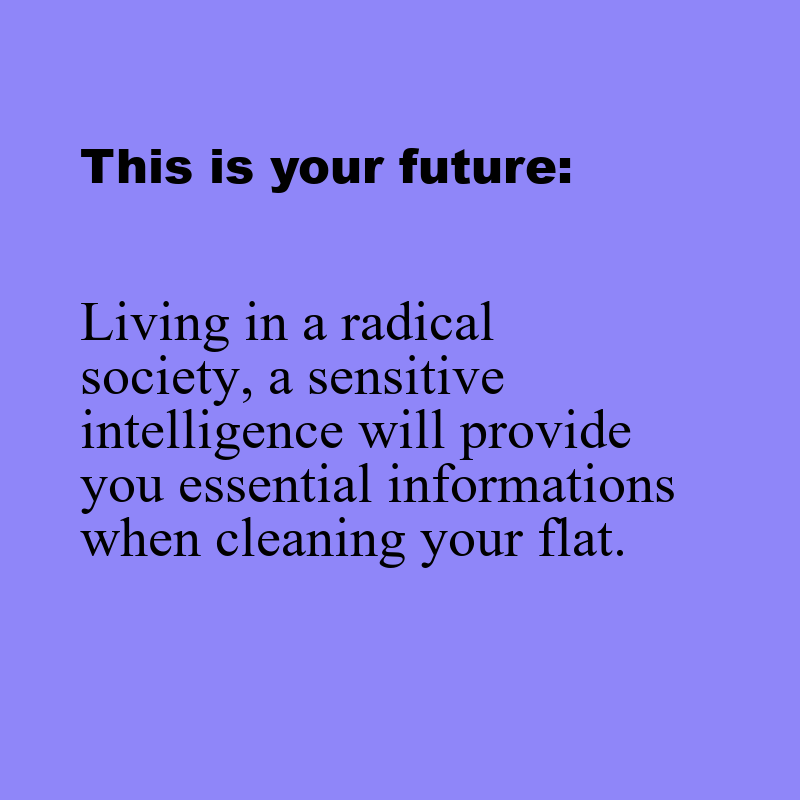 This is your future:
Living in a radical
society, a sensitive
intelligence will provide
you essential informations
when cleaning your flat.